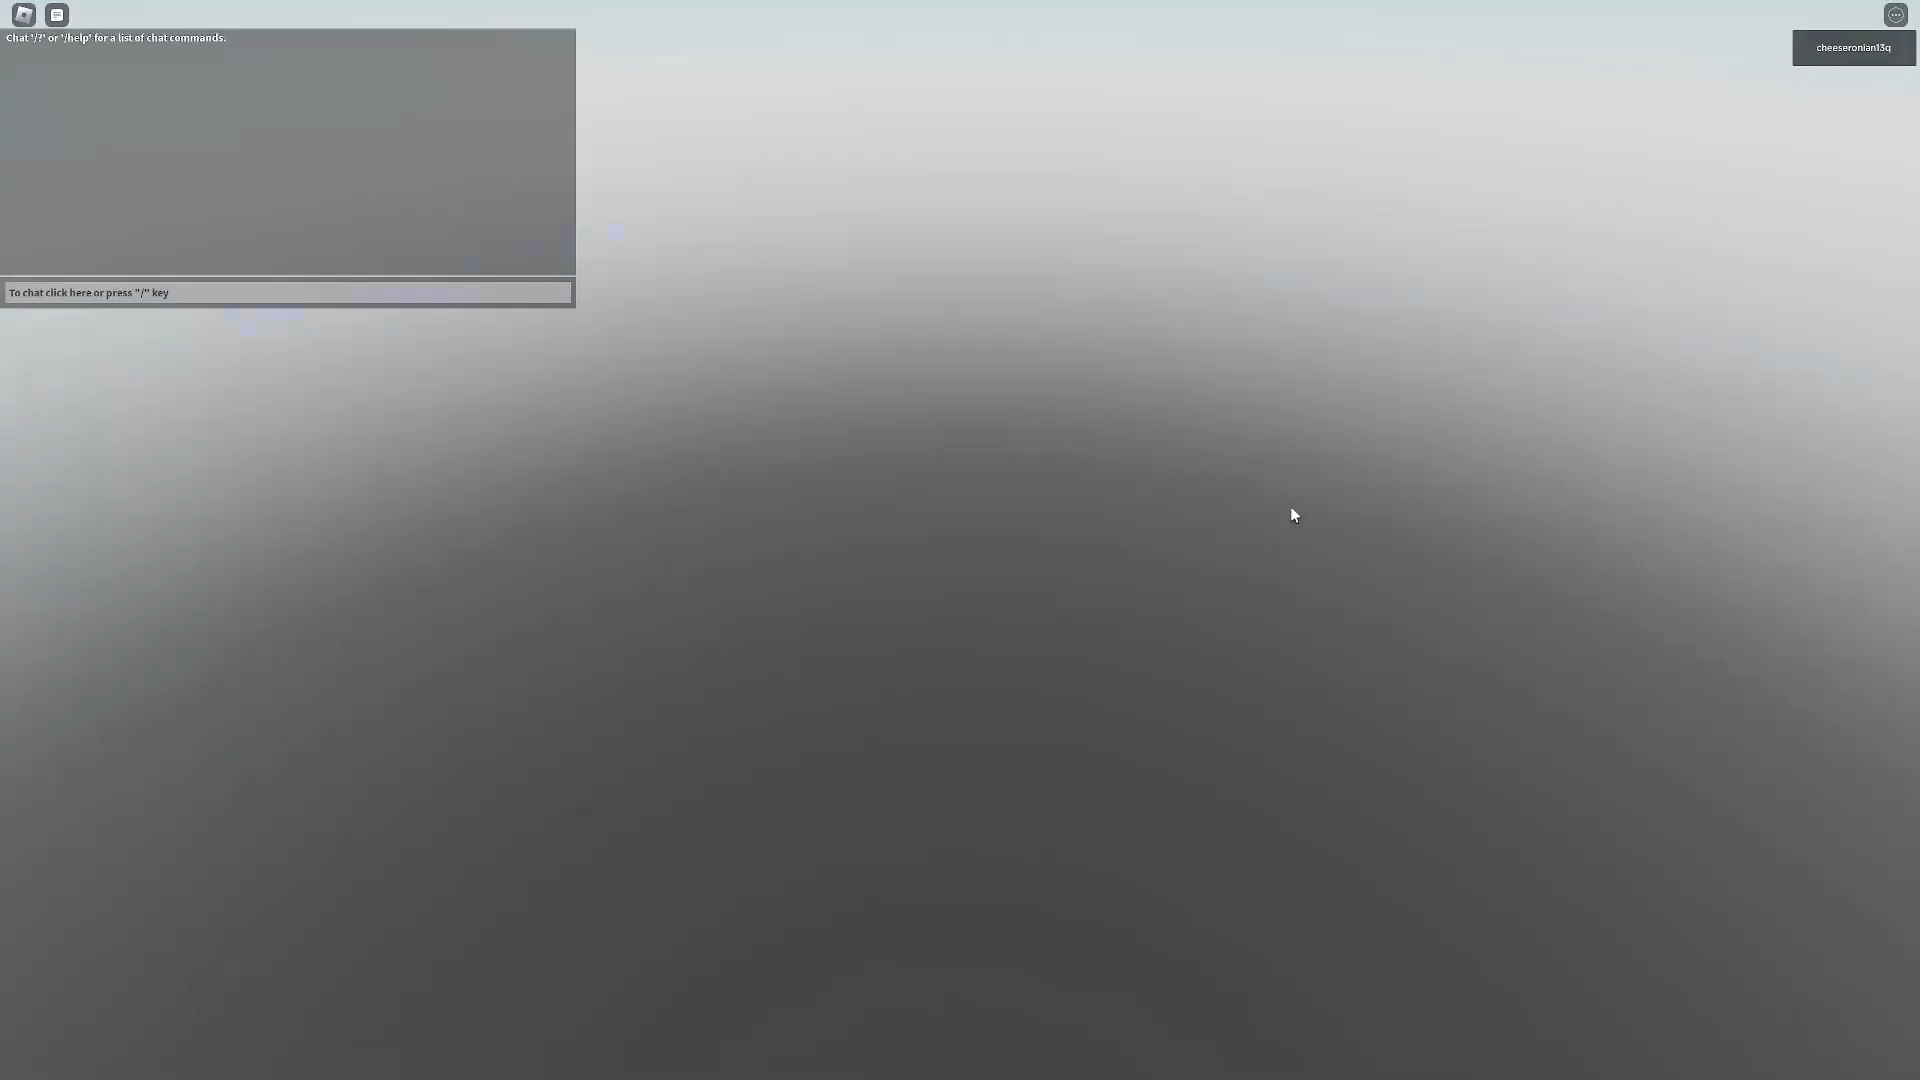 Chat '/?' or '/help' for a list of chat commands.
cheeseronian13q
To chat click here or press "/" key